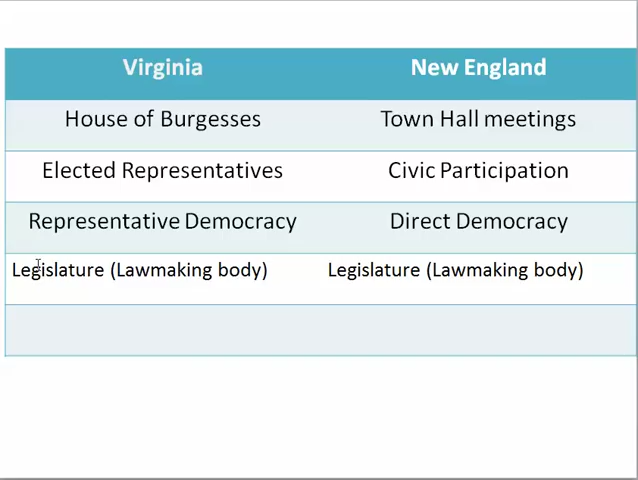 Virginia New England
House of Burgesses Town Hall meetings
Elected Representatives Civic Participation
Representative Democracy Direct Democracy
Legislature (Lawmaking body) Legislature (Lawmaking body)